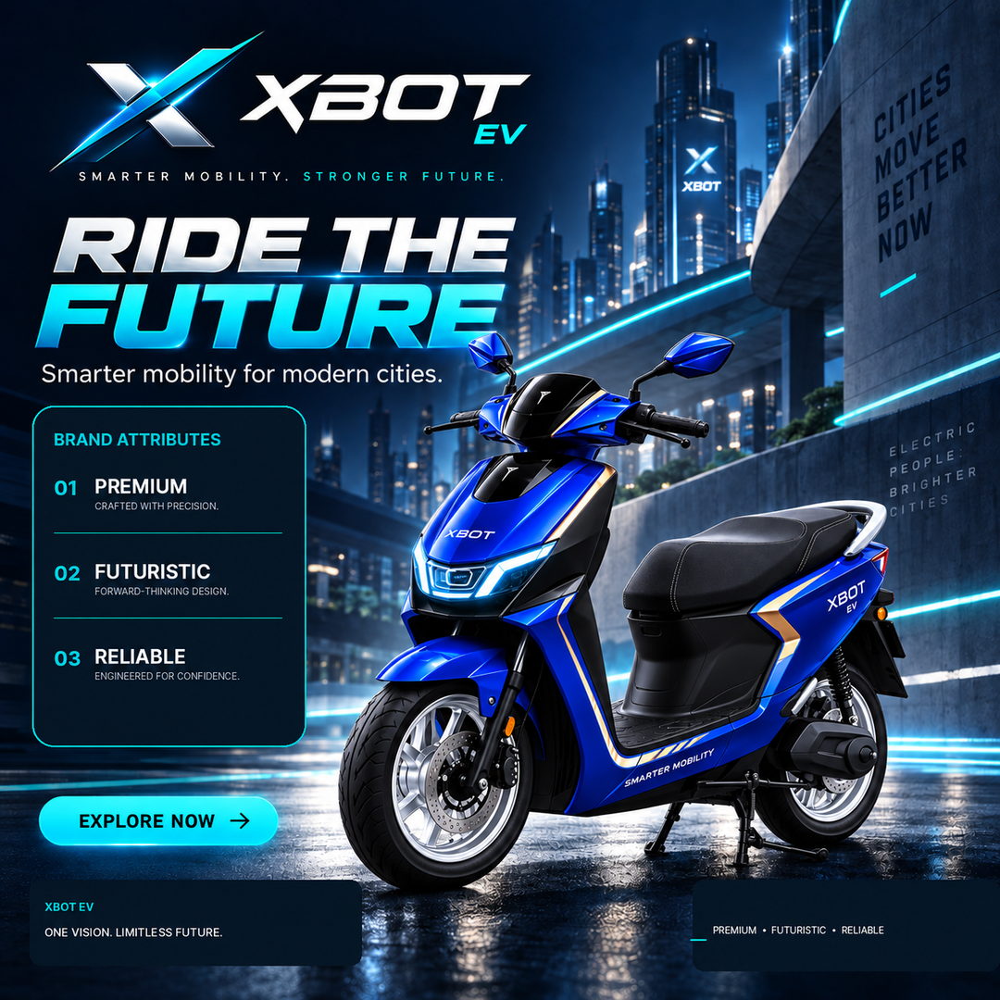 XBOT
EV
SMARTER MOBILITY. STRONGER FUTURE.
RIDE THE
FUTURE
Smarter mobility for modern cities.
BRAND ATTRIBUTES
01 PREMIUM
CRAFTED WITH PRECISION.
02 FUTURISTIC
FORWARD-THINKING DESIGN.
03 RELIABLE
ENGINEERED FOR CONFIDENCE.
EXPLORE NOW →
XBOT EV
ONE VISION. LIMITLESS FUTURE.
XBOT
CITIES
MOVE
BETTER
NOW
ELECTRIC
PEOPLE:
BRIGHTER
CITIES
XBOT
XBOT
EV
SMARTER MOBILITY
PREMIUM • FUTURISTIC • RELIABLE